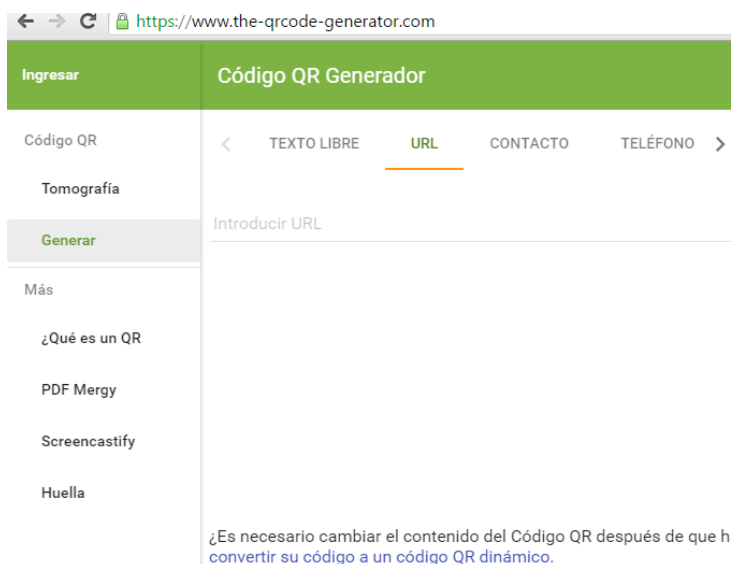 https://www.the-qrcode-generator.com
Ingresar
Código QR Generador
Código QR
Tomografía
Generar
Más
¿Qué es un QR
PDF Mergy
Screencastify
Huella
TEXTO LIBRE URL CONTACTO TELÉFONO
Introducir URL
¿Es necesario cambiar el contenido del Código QR después de que h
convertir su código a un código QR dinámico.